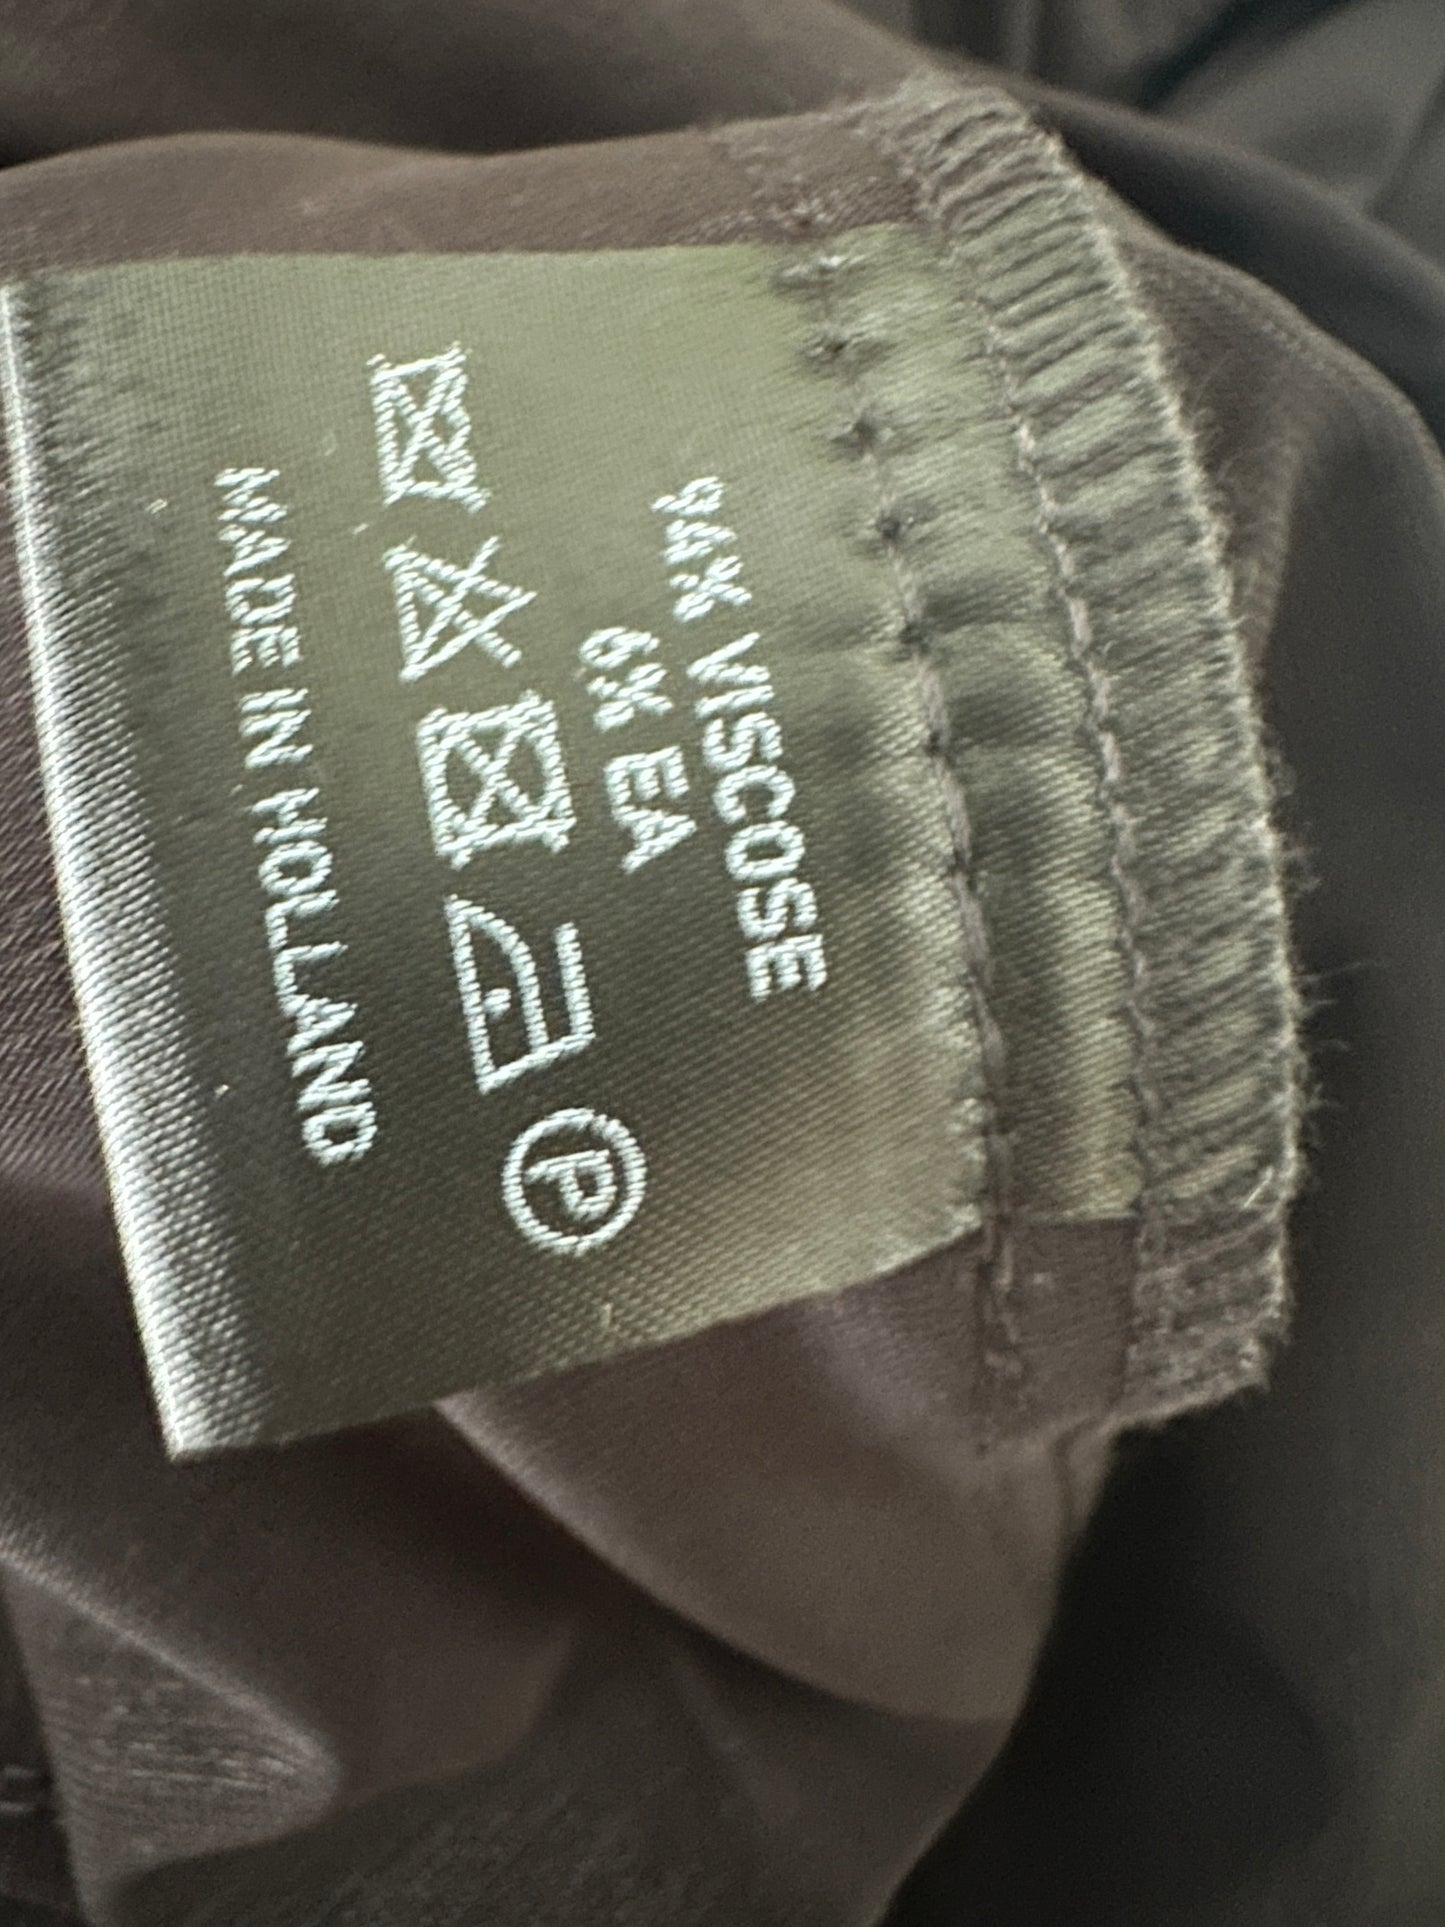 94% VISCOSE
6% EA
P
MADE IN HOLLAND